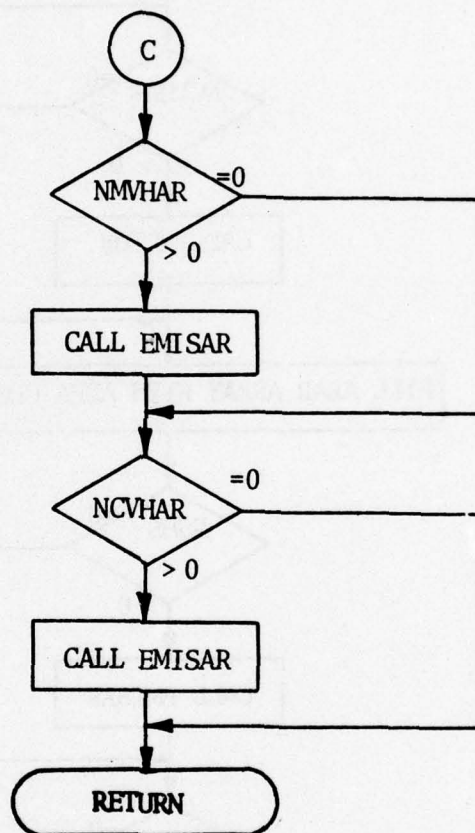 C
=0
NMVHAR
> 0
CALL EMISAR
=0
NCVHAR
> 0
CALL EMISAR
RETURN